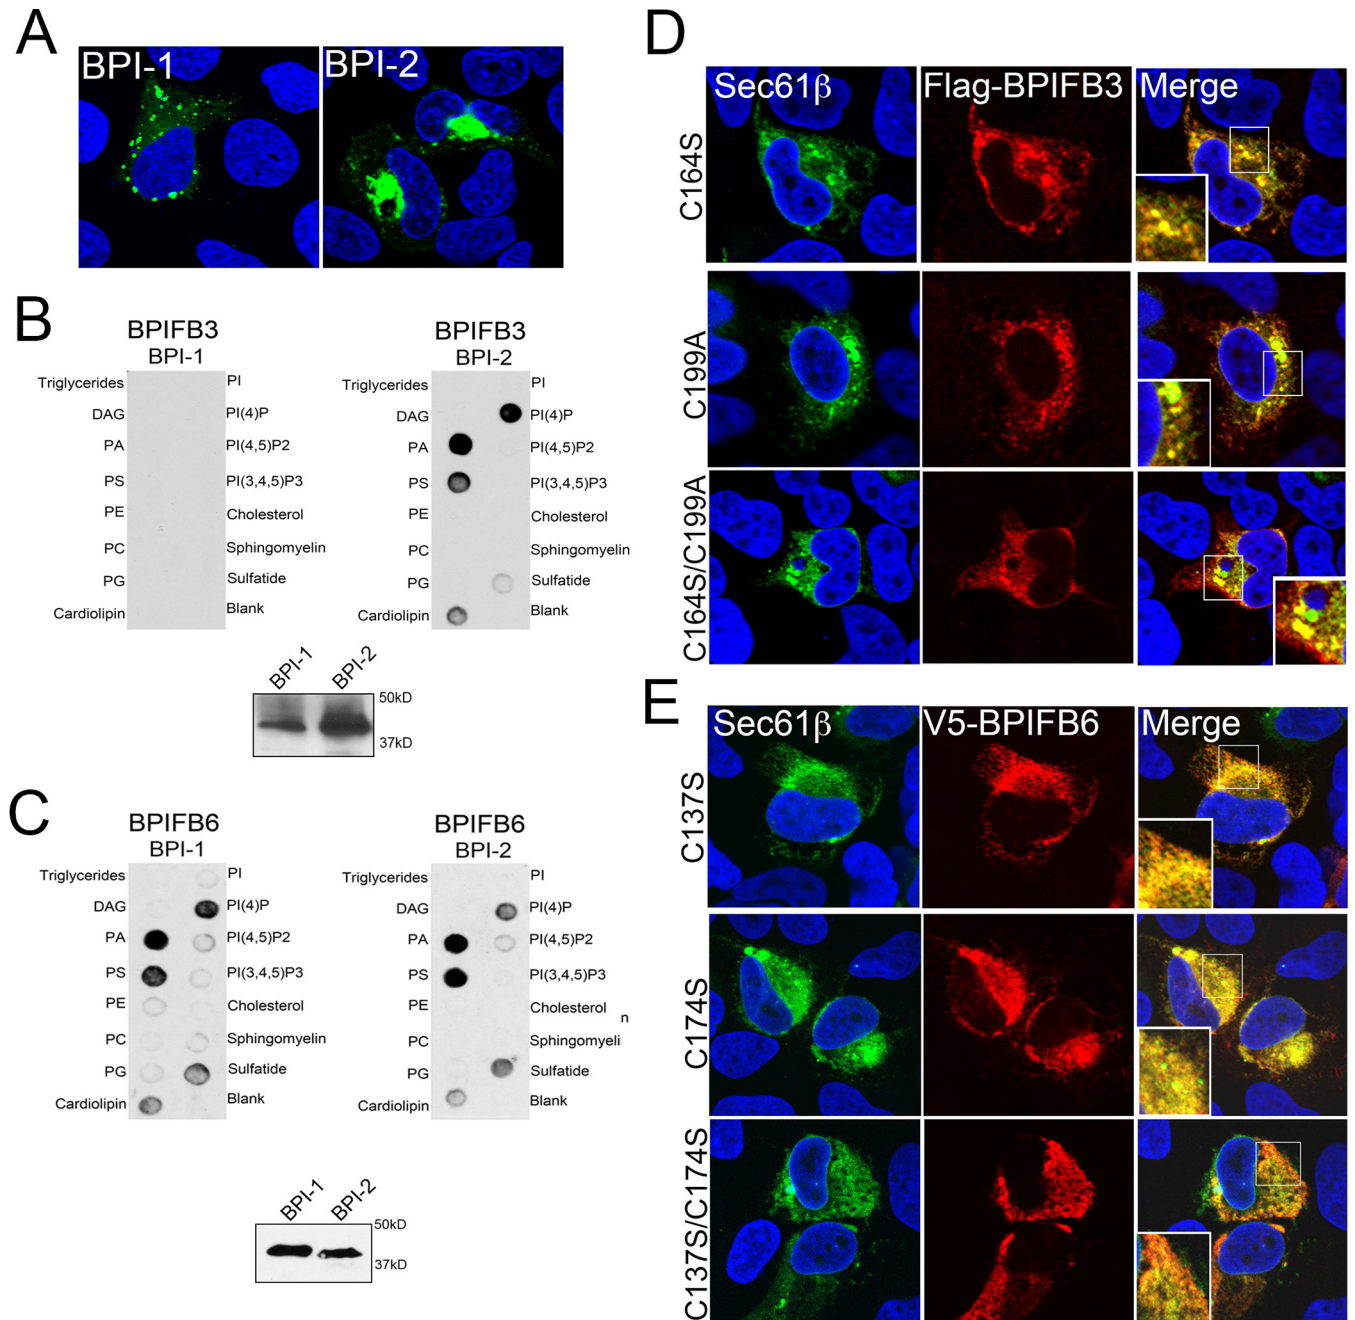 A
BPI-1
BPI-2
B
BPIFB3
BPI-1
Triglycerides
DAG
PA
PS
PE
PC
PG
Cardiolipin
PI
PI(4)P
PI(4,5)P2
PI(3,4,5)P3
Cholesterol
Sphingomyelin
Sulfatide
Blank
BPIFB3
BPI-2
Triglycerides
DAG
PA
PS
PE
PC
PG
Cardiolipin
PI
PI(4)P
PI(4,5)P2
PI(3,4,5)P3
Cholesterol
Sphingomyelin
Sulfatide
Blank
BPI-1
BPI-2
50kD
37kD
C
BPIFB6
BPI-1
Triglycerides
DAG
PA
PS
PE
PC
PG
Cardiolipin
PI
PI(4)P
PI(4,5)P2
PI(3,4,5)P3
Cholesterol
Sphingomyelin
Sulfatide
Blank
BPIFB6
BPI-2
Triglycerides
DAG
PA
PS
PE
PC
PG
Cardiolipin
PI
PI(4)P
PI(4,5)P2
PI(3,4,5)P3
Cholesterol
n
Sphingomyeli
Sulfatide
Blank
BPI-1
BPI-2
50kD
37kD
D
Sec61β
Flag-BPIFB3
Merge
C164S
C199A
C164S/C199A
E
Sec61β
V5-BPIFB6
Merge
C137S
C174S
C137S/C174S